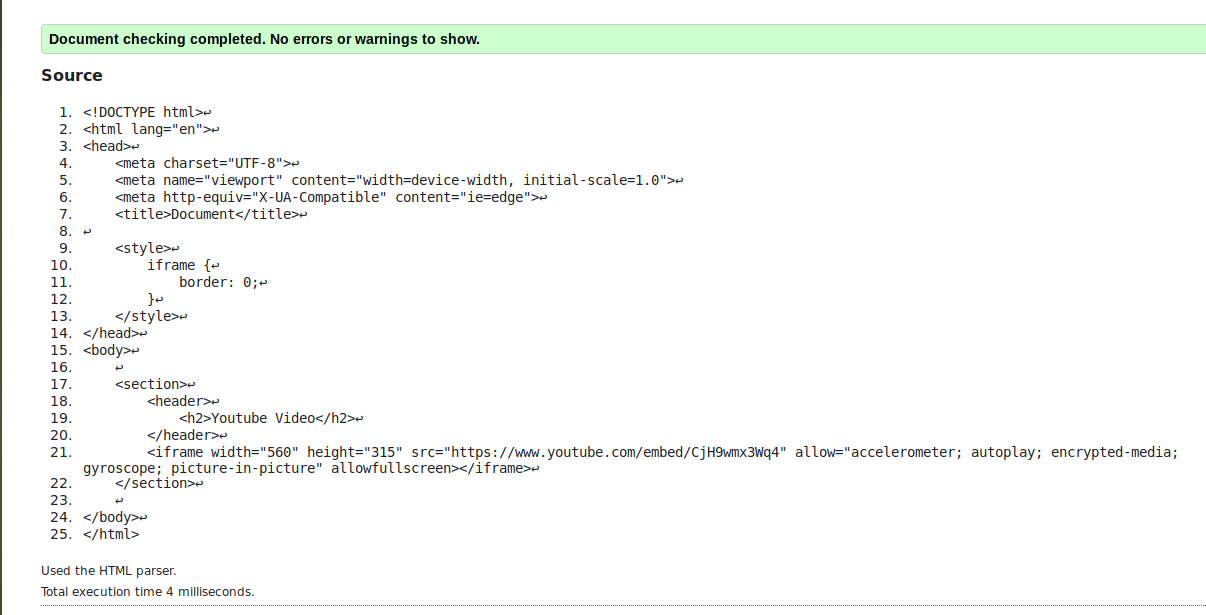 Document checking completed. No errors or warnings to show.
Source
1. <!DOCTYPE html>↩
2. <html lang="en">↩
3. <head>↩
4.     <meta charset="UTF-8">↩
5.     <meta name="viewport" content="width=device-width, initial-scale=1.0">↩
6.     <meta http-equiv="X-UA-Compatible" content="ie=edge">↩
7.     <title>Document</title>↩
8. ↩
9.     <style>↩
10.         iframe {↩
11.             border: 0;↩
12.         }↩
13.     </style>↩
14. </head>↩
15. <body>↩
16.     ↩
17.     <section>↩
18.         <header>↩
19.             <h2>Youtube Video</h2>↩
20.         </header>↩
21.         <iframe width="560" height="315" src="https://www.youtube.com/embed/CjH9wmx3Wq4" allow="accelerometer; autoplay; encrypted-media;
gyroscope; picture-in-picture" allowfullscreen></iframe>↩
22.     </section>↩
23.     ↩
24. </body>↩
25. </html>
Used the HTML parser.
Total execution time 4 milliseconds.